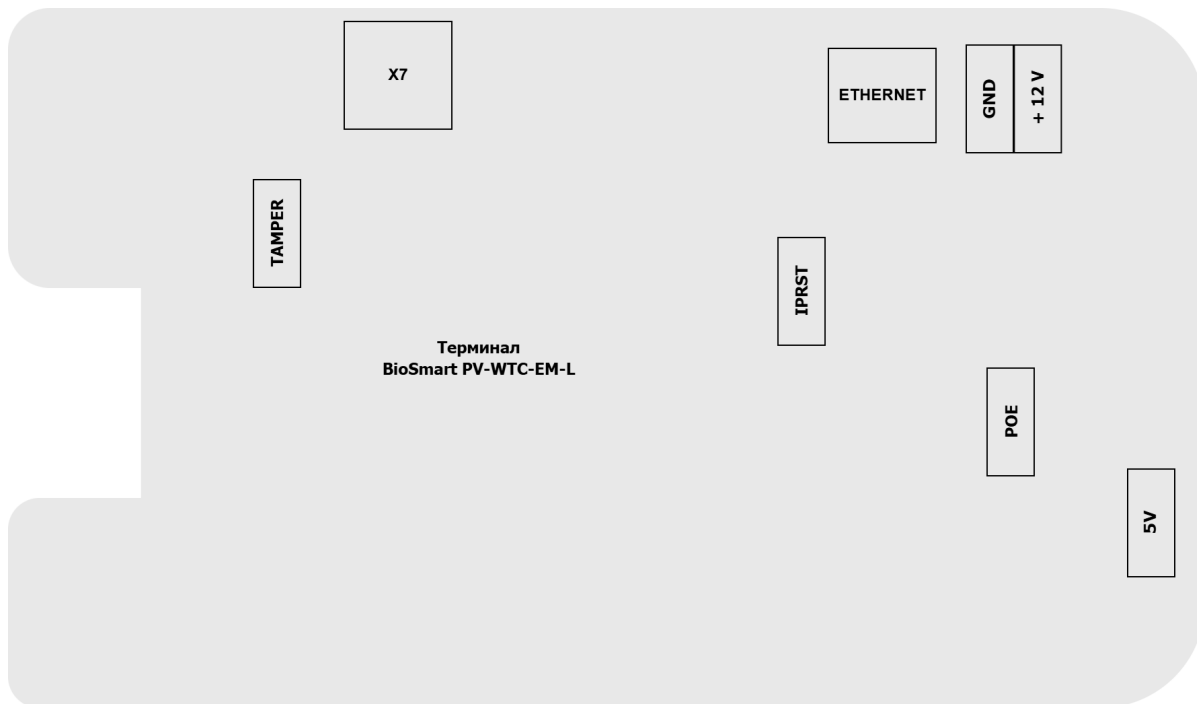 X7
ETHERNET
GND
+ 12 V
TAMPER
IPRST
Терминал
BioSmart PV-WTC-EM-L
POE
5V